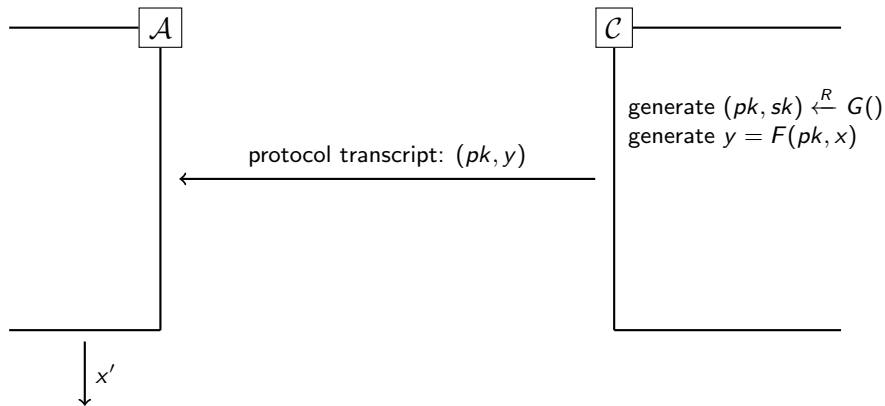 𝒜
𝒞
generate (pk, sk) ←ᴿ G()
generate y = F(pk, x)
protocol transcript: (pk, y)
x′